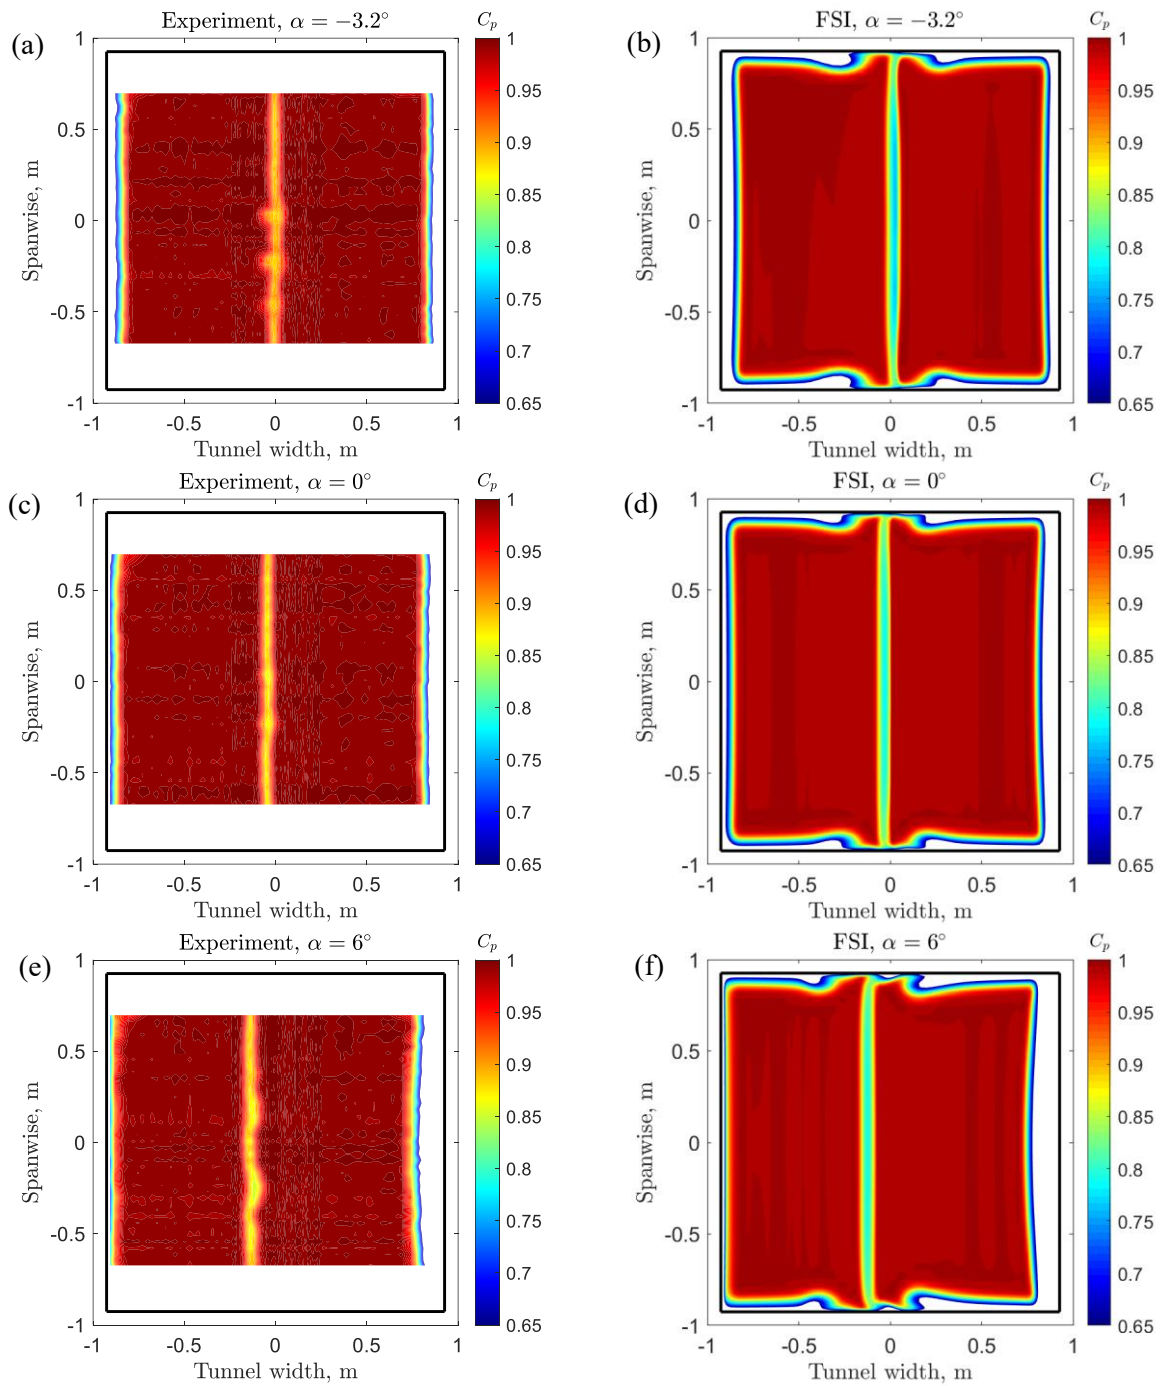 (a)
Experiment, α = −3.2°
C_p
1
0.5
0
-0.5
-1
Spanwise, m
-1 -0.5 0 0.5 1
Tunnel width, m
1
0.95
0.9
0.85
0.8
0.75
0.7
0.65
(b)
FSI, α = −3.2°
C_p
1
0.5
0
-0.5
-1
Spanwise, m
-1 -0.5 0 0.5 1
Tunnel width, m
1
0.95
0.9
0.85
0.8
0.75
0.7
0.65
(c)
Experiment, α = 0°
C_p
1
0.5
0
-0.5
-1
Spanwise, m
-1 -0.5 0 0.5 1
Tunnel width, m
1
0.95
0.9
0.85
0.8
0.75
0.7
0.65
(d)
FSI, α = 0°
C_p
1
0.5
0
-0.5
-1
Spanwise, m
-1 -0.5 0 0.5 1
Tunnel width, m
1
0.95
0.9
0.85
0.8
0.75
0.7
0.65
(e)
Experiment, α = 6°
C_p
1
0.5
0
-0.5
-1
Spanwise, m
-1 -0.5 0 0.5 1
Tunnel width, m
1
0.95
0.9
0.85
0.8
0.75
0.7
0.65
(f)
FSI, α = 6°
C_p
1
0.5
0
-0.5
-1
Spanwise, m
-1 -0.5 0 0.5 1
Tunnel width, m
1
0.95
0.9
0.85
0.8
0.75
0.7
0.65